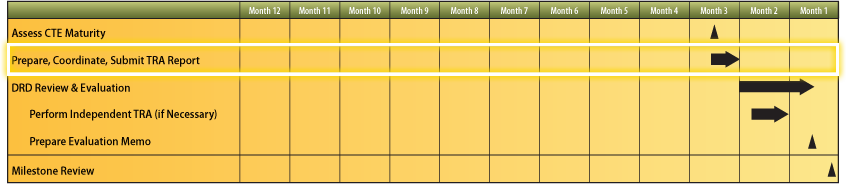 Month 12 Month 11 Month 10 Month 9 Month 8 Month 7 Month 6 Month 5 Month 4 Month 3 Month 2 Month 1
Assess CTE Maturity
Prepare, Coordinate, Submit TRA Report
DRD Review & Evaluation
Perform Independent TRA (if Necessary)
Prepare Evaluation Memo
Milestone Review